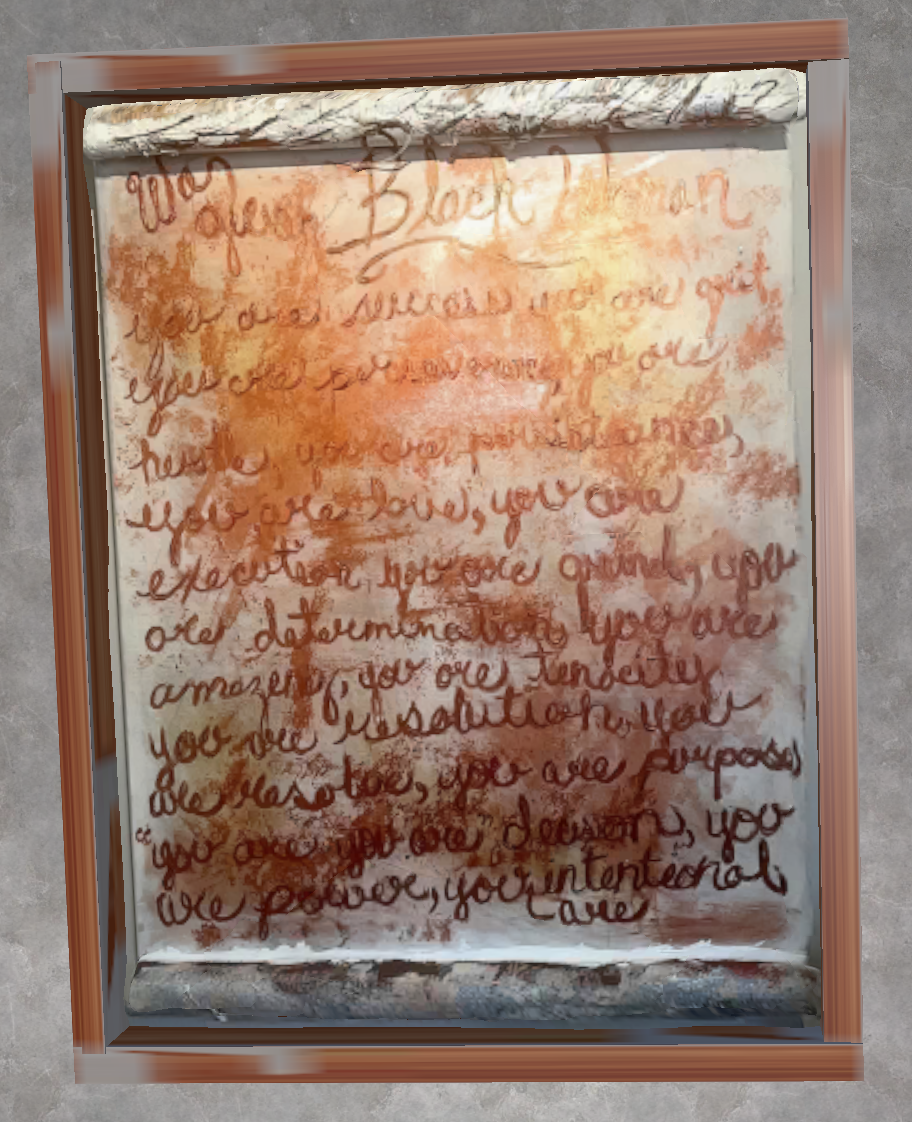 Black Woman
you are success you are grit,
you are perseverance, you are
hustle, you are persisteance,
you are love, you are
execution, you are grind, you
are determination, you are
amazing, you are tenacity
you are resolution, you
are resolve, you are purpose,
"you are you are" decision, you
are power, you intentional,
are